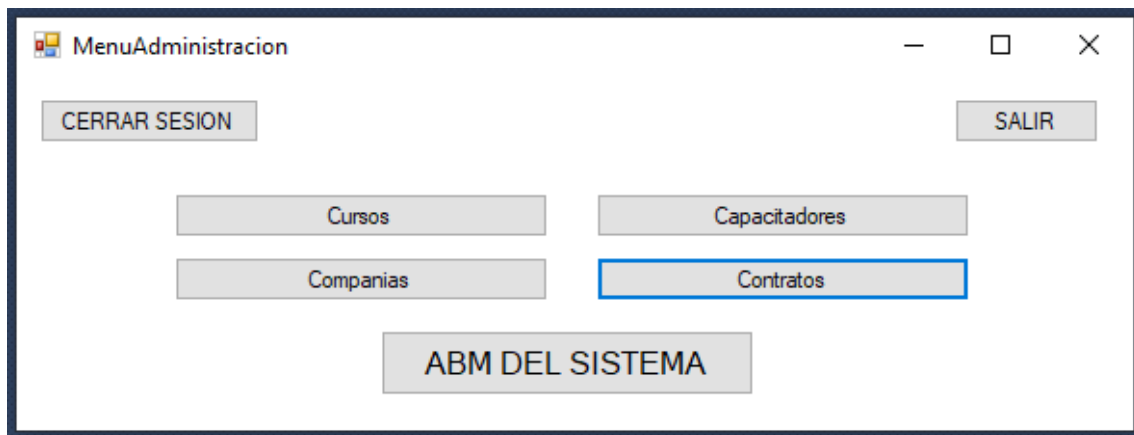 MenuAdministracion
CERRAR SESION
SALIR
Cursos
Capacitadores
Companias
Contratos
ABM DEL SISTEMA